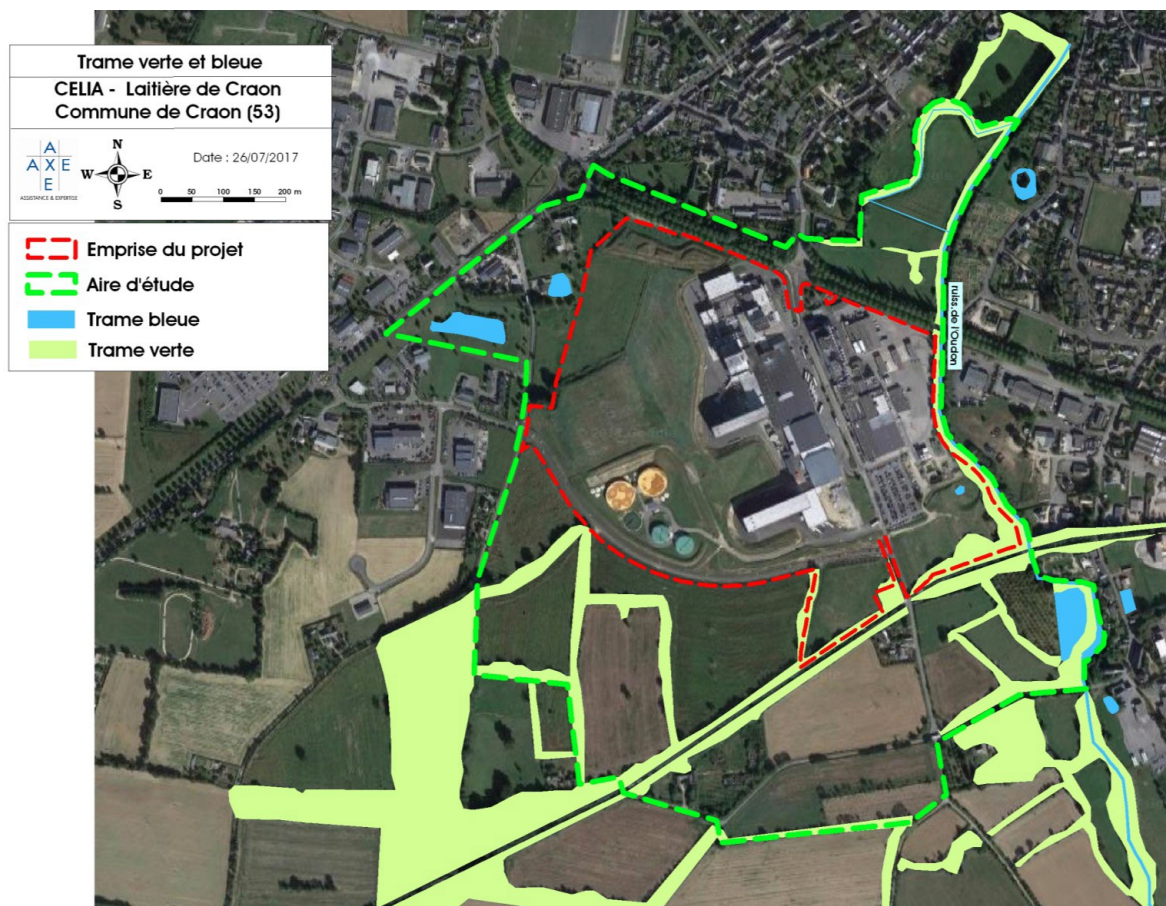 Trame verte et bleue
CELIA - Laitière de Craon
Commune de Craon (53)
A
A X E
E
ASSISTANCE & EXPERTISE
N
W E
S
Date : 26/07/2017
0 50 100 150 200 m
Emprise du projet
Aire d'étude
Trame bleue
Trame verte
ruiss.de l'Oudon